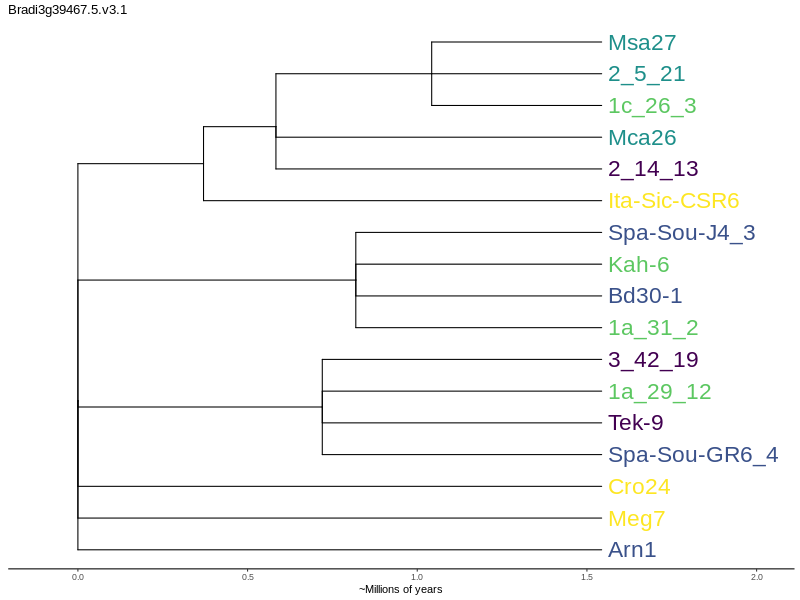 Bradi3g39467.5.v3.1
Msa27
2_5_21
1c_26_3
Mca26
2_14_13
Ita-Sic-CSR6
Spa-Sou-J4_3
Kah-6
Bd30-1
1a_31_2
3_42_19
1a_29_12
Tek-9
Spa-Sou-GR6_4
Cro24
Meg7
Arn1
0.0 0.5 1.0 1.5 2.0
~Millions of years